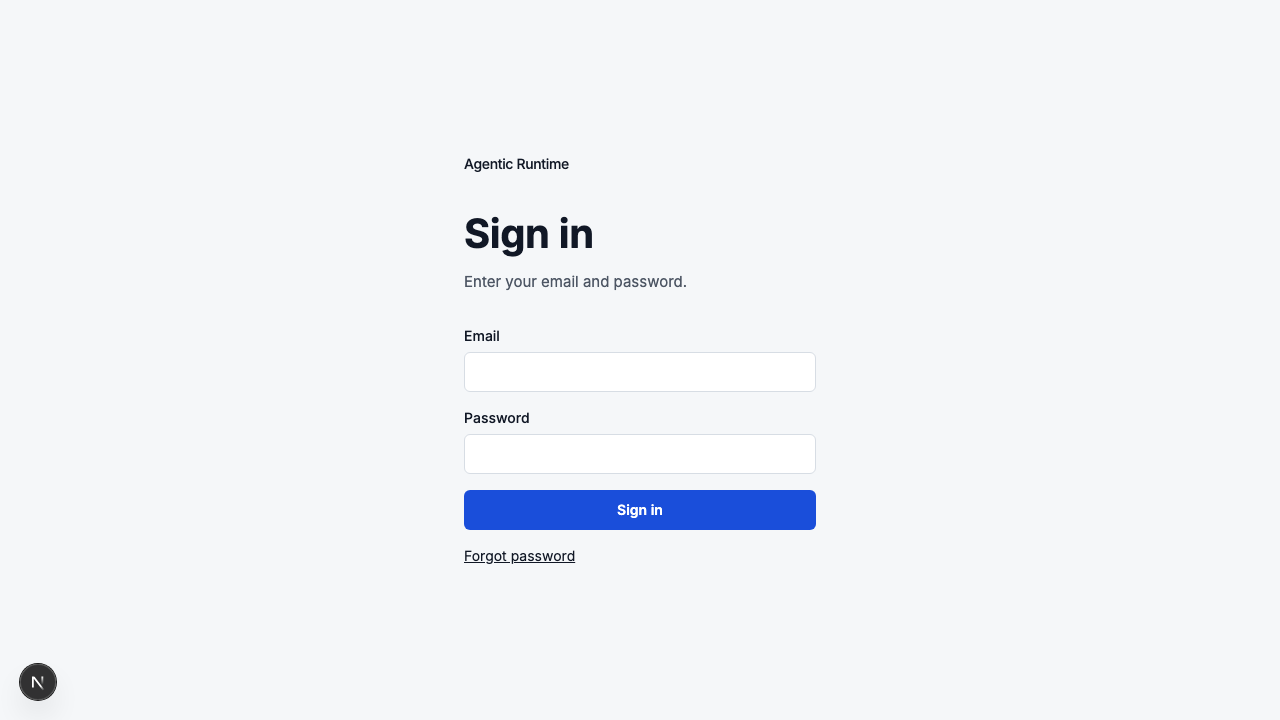 Agentic Runtime
Sign in
Enter your email and password.
Email
Password
Sign in
Forgot password
N